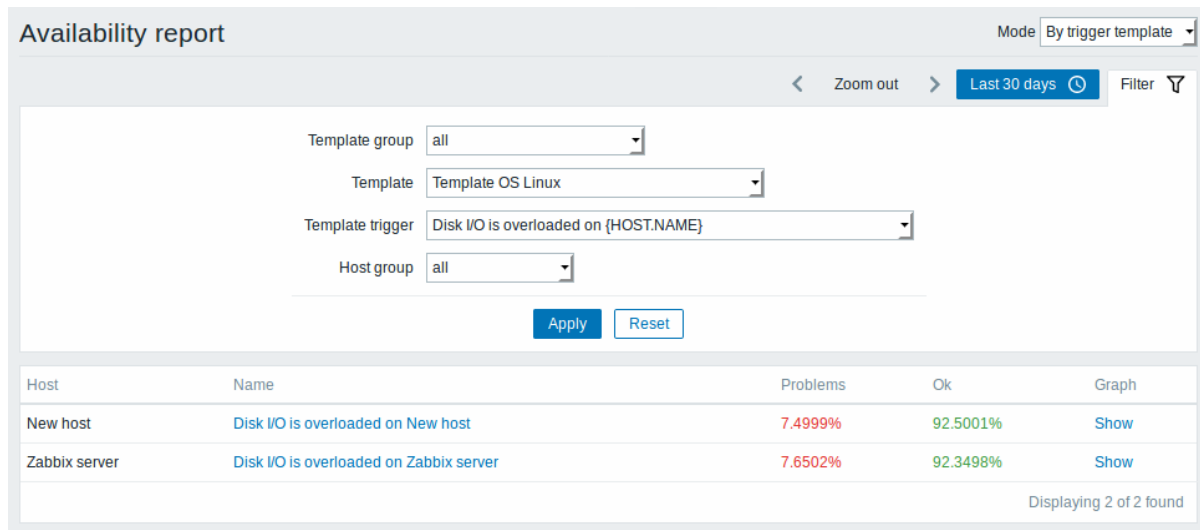 Availability report Mode By trigger template
Zoom out Last 30 days Filter
Template group all
Template Template OS Linux
Template trigger Disk I/O is overloaded on {HOST.NAME}
Host group all
Apply Reset
Host Name Problems Ok Graph
New host Disk I/O is overloaded on New host 7.4999% 92.5001% Show
Zabbix server Disk I/O is overloaded on Zabbix server 7.6502% 92.3498% Show
Displaying 2 of 2 found